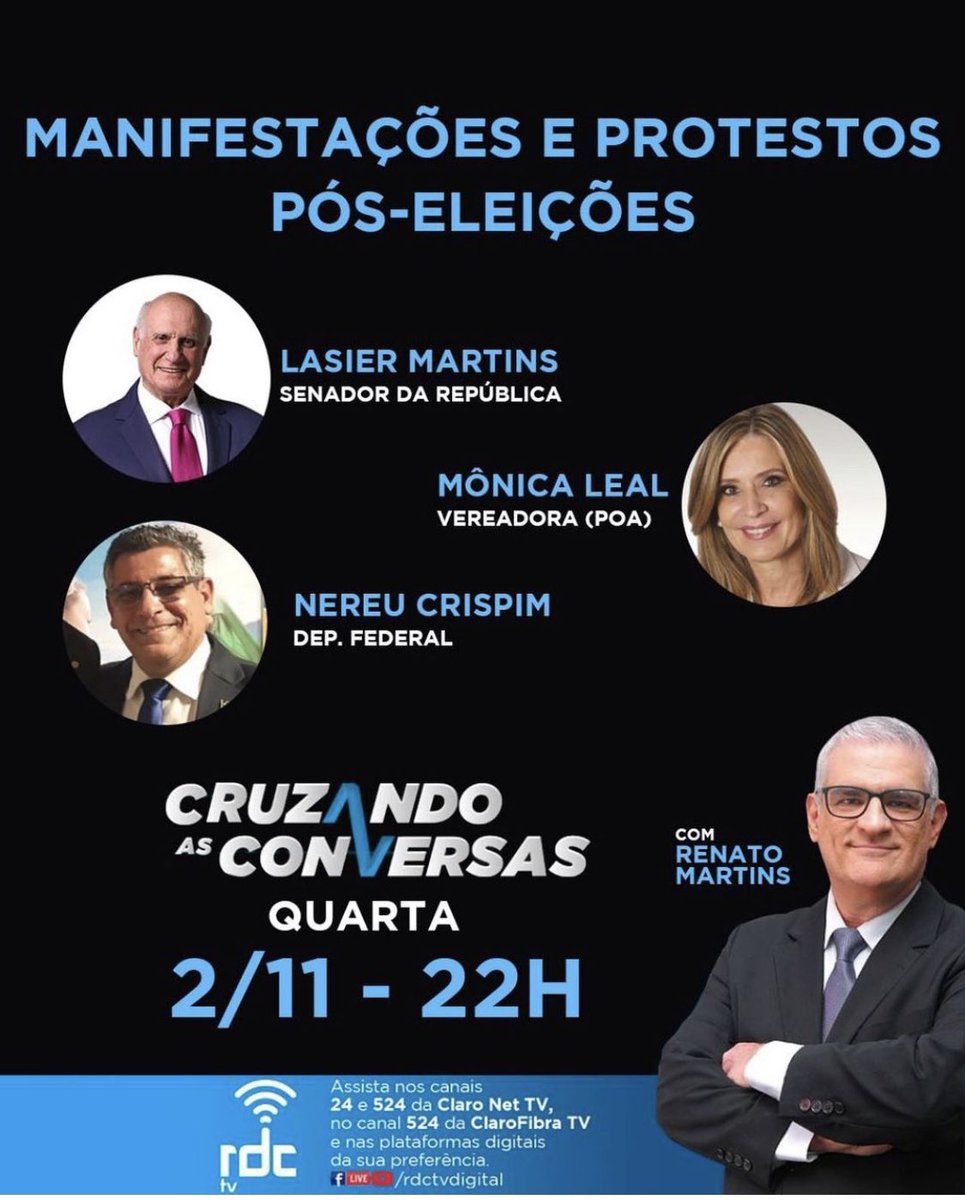 MANIFESTAÇÕES E PROTESTOS
PÓS-ELEIÇÕES
LASIER MARTINS
SENADOR DA REPÚBLICA
MÔNICA LEAL
VEREADORA (POA)
NEREU CRISPIM
DEP. FEDERAL
CRUZANDO
AS CONVERSAS
QUARTA
2/11 - 22H
COM
RENATO
MARTINS
rdc
tv
Assista nos canais
24 e 524 da Claro Net TV,
no canal 524 da ClaroFibra TV
e nas plataformas digitais
da sua preferência.
f LIVE /rdctvdigital